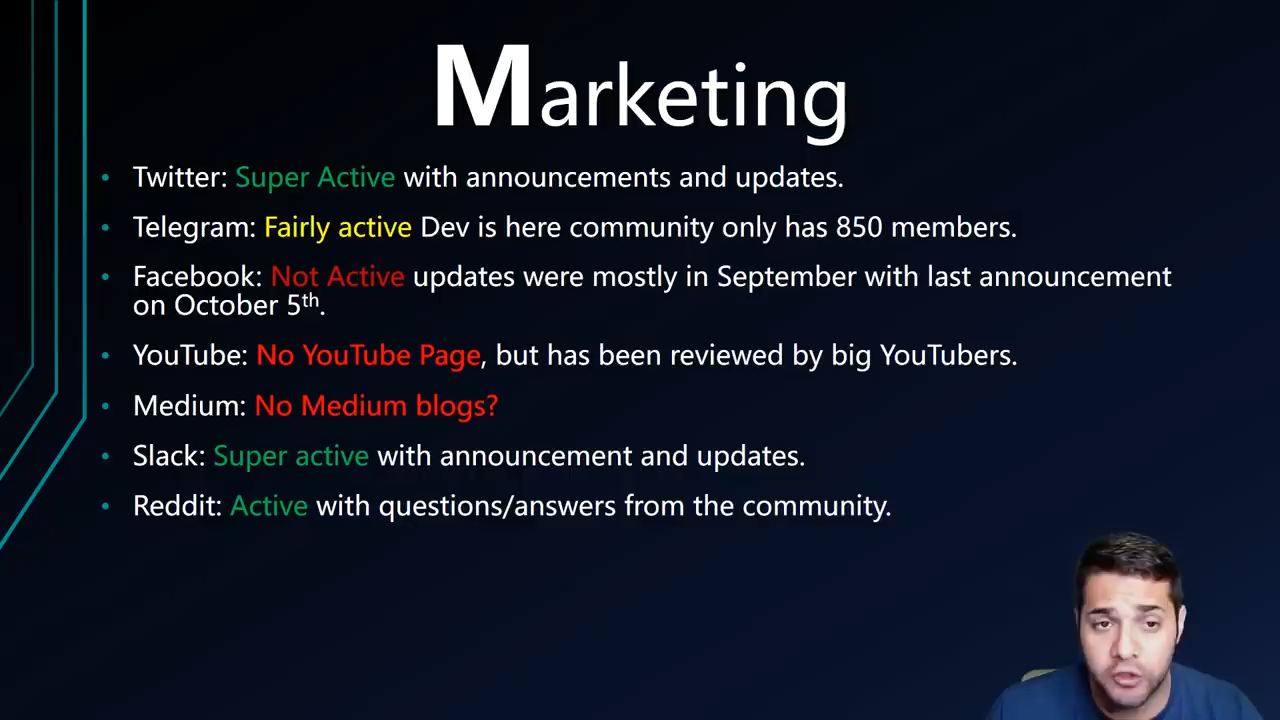 Marketing
• Twitter: Super Active with announcements and updates.
• Telegram: Fairly active Dev is here community only has 850 members.
• Facebook: Not Active updates were mostly in September with last announcement
on October 5th.
• YouTube: No YouTube Page, but has been reviewed by big YouTubers.
• Medium: No Medium blogs?
• Slack: Super active with announcement and updates.
• Reddit: Active with questions/answers from the community.